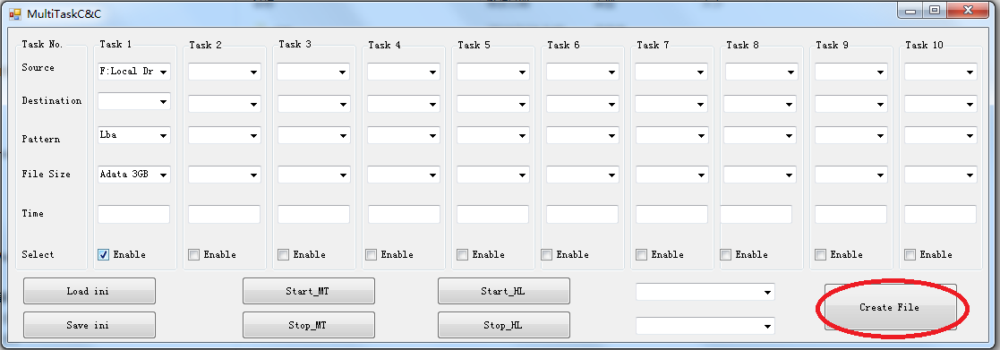 MultiTaskC&C
Task No. Task 1 Task 2 Task 3 Task 4 Task 5 Task 6 Task 7 Task 8 Task 9 Task 10
Source F:Local Dr
Destination
Pattern Lba
File Size Adata 3GB
Time
Select Enable Enable Enable Enable Enable Enable Enable Enable Enable Enable
Load ini Start_MT Start_HL
Create File
Save ini Stop_MT Stop_HL